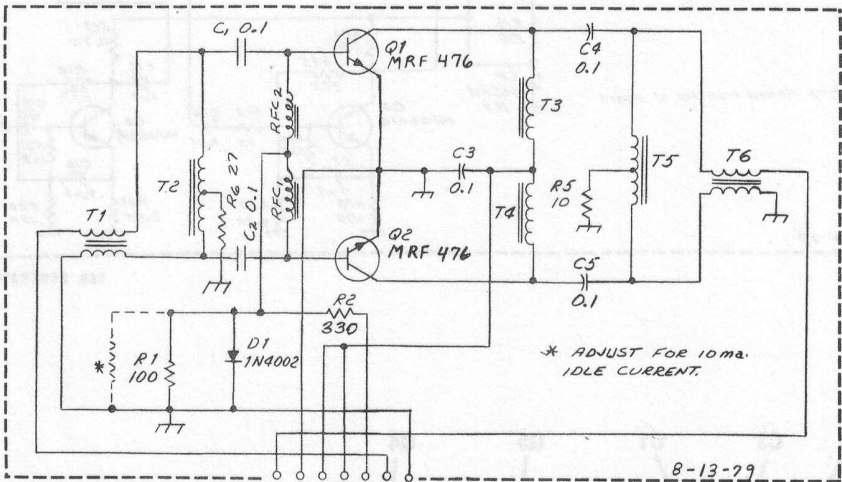 C1 0.1
Q1
MRF 476
C4
0.1
RFC2
T3
T2
R6 27
C3
0.1
T5
T6
T1
RFC1
R5
10
T4
C2 0.1
Q2
MRF 476
C5
0.1
R2
330
D1
1N4002
*
R1
100
* ADJUST FOR 10ma.
IDLE CURRENT.
8-13-79